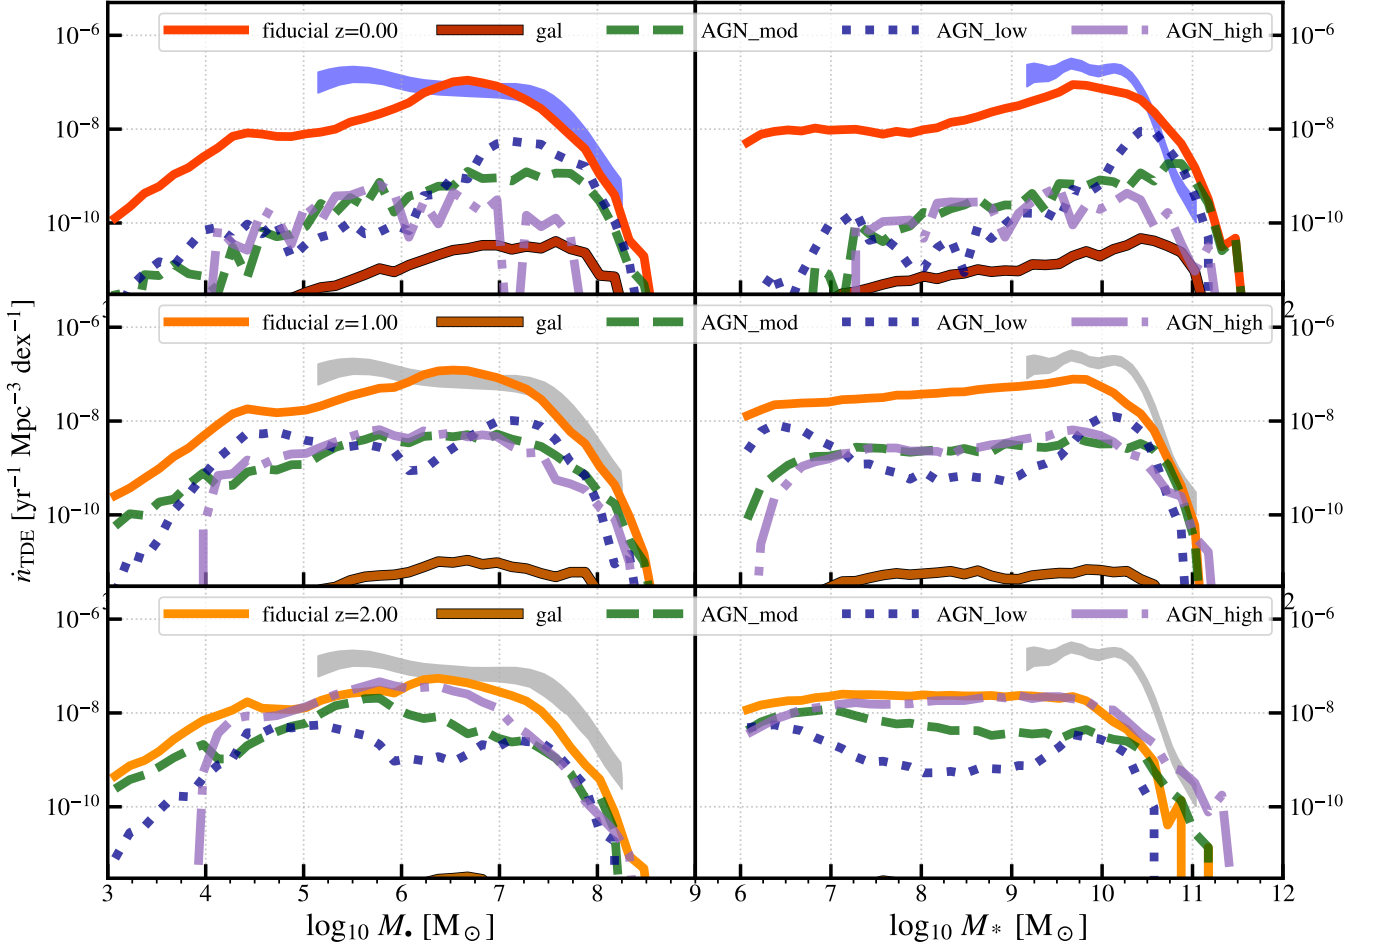 10⁻⁶ fiducial z=0.00 gal AGN_mod AGN_low AGN_high 10⁻⁶
10⁻⁸ 10⁻⁸
10⁻¹⁰ 10⁻¹⁰
10⁻⁶ fiducial z=1.00 gal AGN_mod AGN_low AGN_high 2 10⁻⁶
10⁻⁸ 10⁻⁸
10⁻¹⁰ 10⁻¹⁰
ṅ_TDE [yr⁻¹ Mpc⁻³ dex⁻¹]
10⁻⁶ fiducial z=2.00 gal AGN_mod AGN_low AGN_high 2 10⁻⁶
10⁻⁸ 10⁻⁸
10⁻¹⁰ 10⁻¹⁰
3 4 5 6 7 8 9 6 7 8 9 10 11 12
log₁₀ M• [M⊙] log₁₀ M* [M⊙]